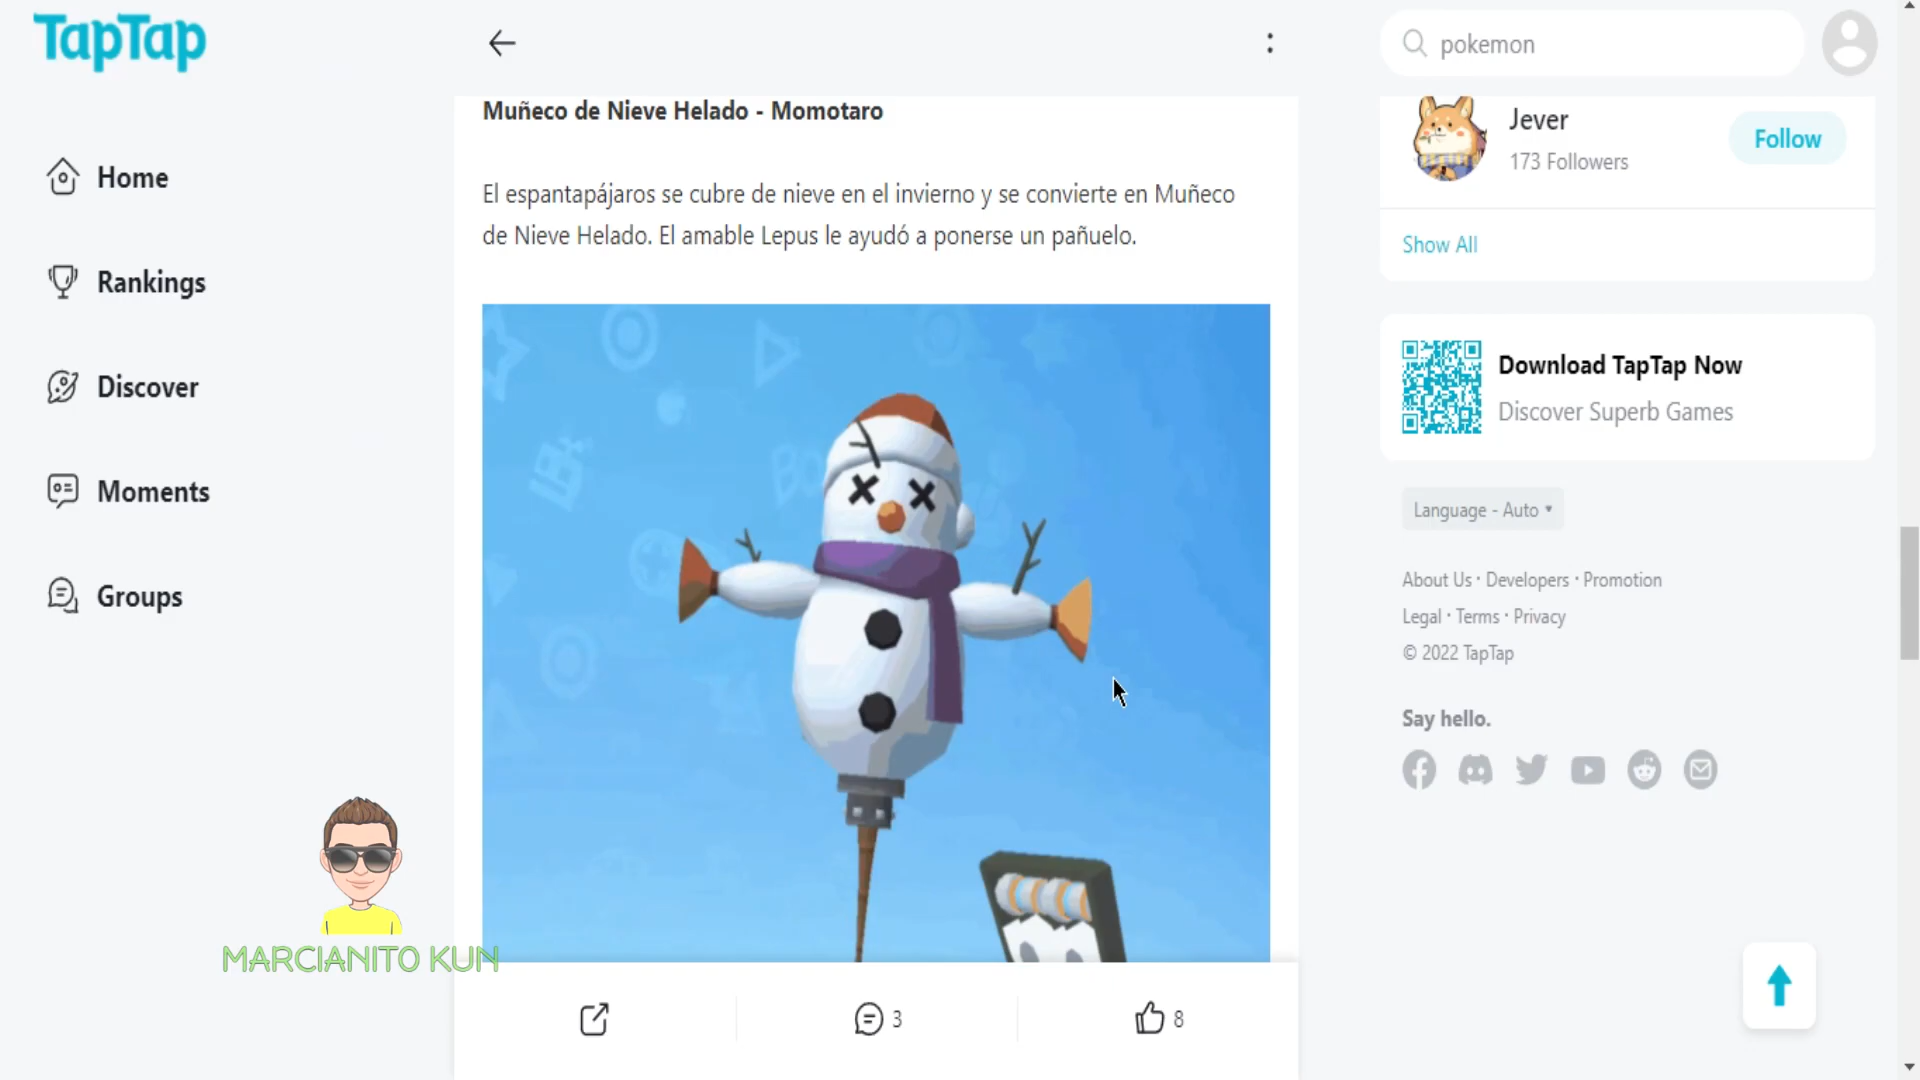 TapTap
pokemon
Muñeco de Nieve Helado - Momotaro
Jever
173 Followers
Follow
Home
El espantapájaros se cubre de nieve en el invierno y se convierte en Muñeco
de Nieve Helado. El amable Lepus le ayudó a ponerse un pañuelo.
Show All
Rankings
Download TapTap Now
Discover Superb Games
Discover
Moments
Language - Auto
Groups
About Us · Developers · Promotion
Legal · Terms · Privacy
© 2022 TapTap
Say hello.
MARCIANITO KUN
3
8